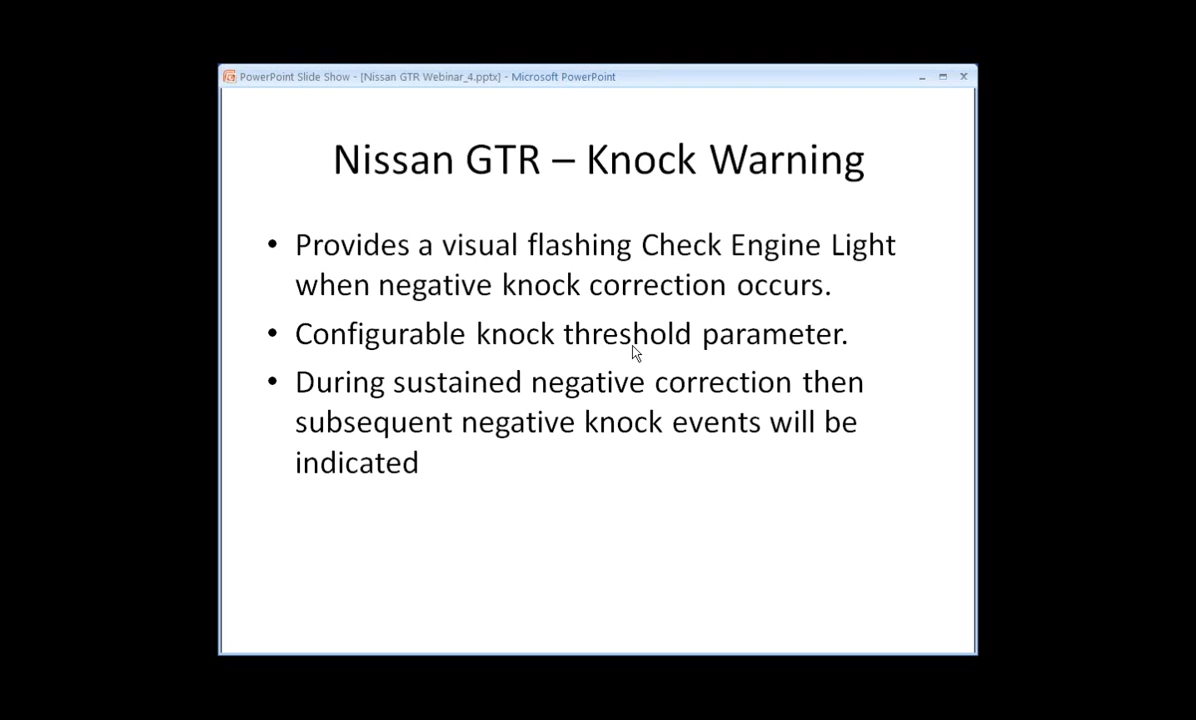 PowerPoint Slide Show - [Nissan GTR Webinar_4.pptx] - Microsoft PowerPoint
Nissan GTR – Knock Warning
• Provides a visual flashing Check Engine Light
when negative knock correction occurs.
• Configurable knock threshold parameter.
• During sustained negative correction then
subsequent negative knock events will be
indicated